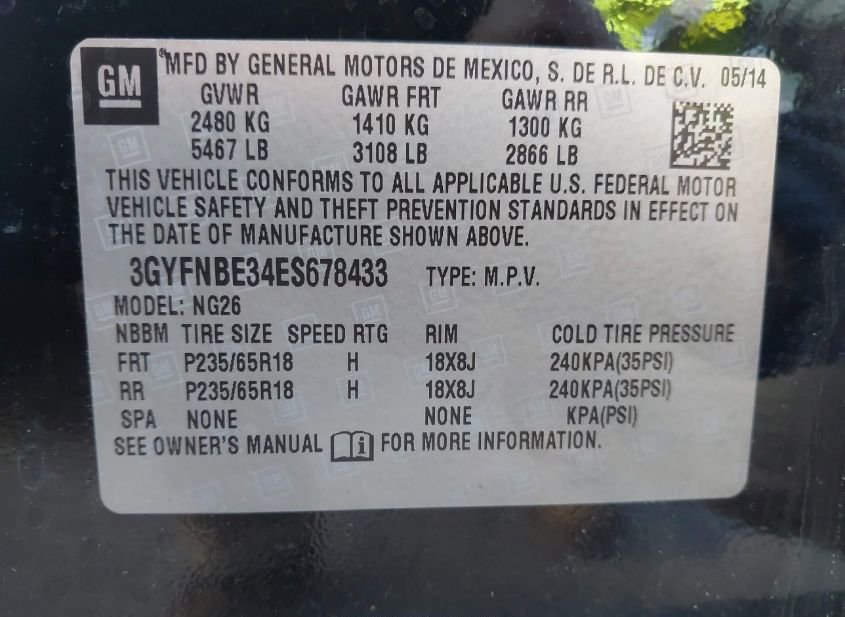 GM
MFD BY GENERAL MOTORS DE MEXICO, S. DE R.L. DE C.V. 05/14
GVWR GAWR FRT GAWR RR
2480 KG 1410 KG 1300 KG
5467 LB 3108 LB 2866 LB
THIS VEHICLE CONFORMS TO ALL APPLICABLE U.S. FEDERAL MOTOR
VEHICLE SAFETY AND THEFT PREVENTION STANDARDS IN EFFECT ON
THE DATE OF MANUFACTURE SHOWN ABOVE.
3GYFNBE34ES678433 TYPE: M.P.V.
MODEL: NG26
NBBM TIRE SIZE SPEED RTG RIM COLD TIRE PRESSURE
FRT P235/65R18 H 18X8J 240KPA(35PSI)
RR P235/65R18 H 18X8J 240KPA(35PSI)
SPA NONE NONE KPA(PSI)
SEE OWNER'S MANUAL i FOR MORE INFORMATION.